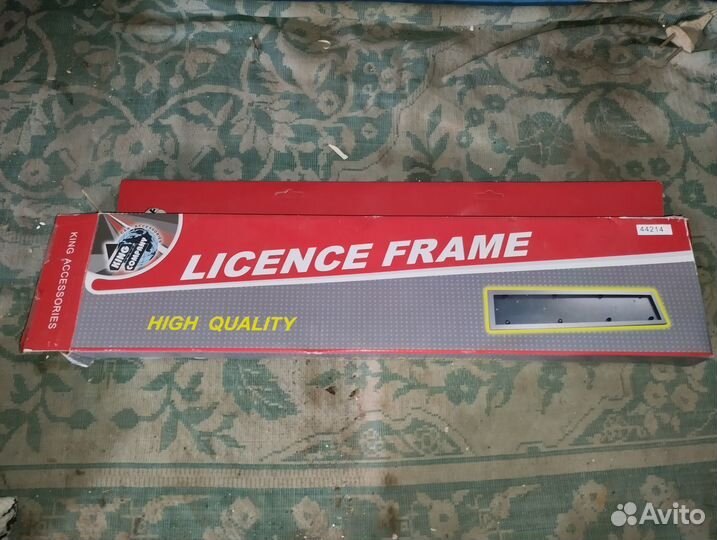 KING ACCESSORIES
KING
COMPANY
LICENCE FRAME
44214
HIGH QUALITY
Avito